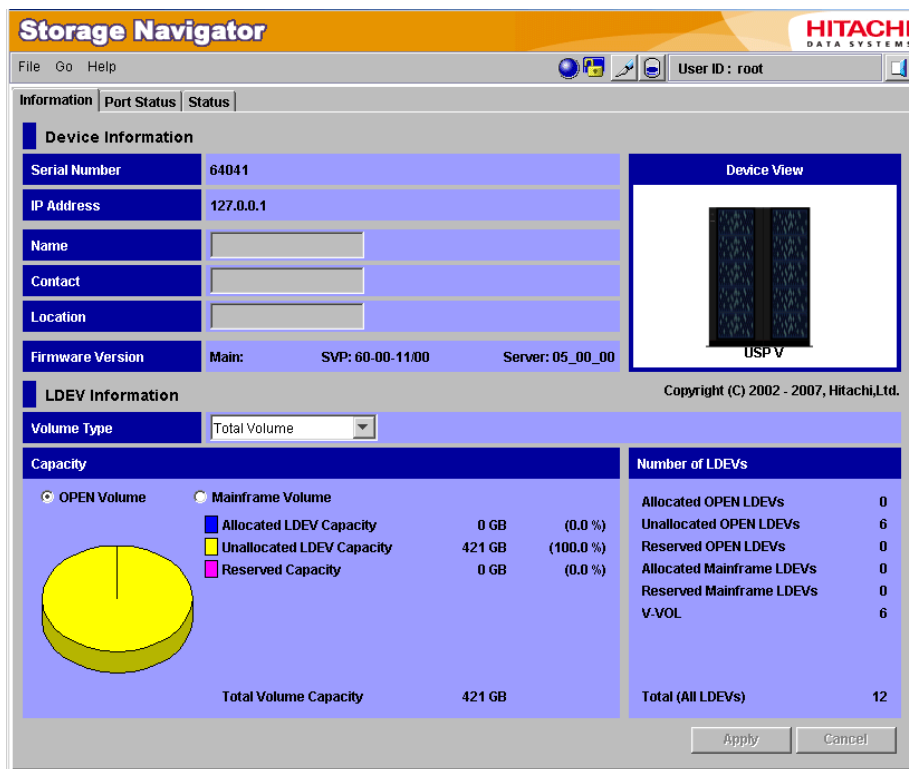 Storage Navigator
HITACHI
DATA SYSTEMS
File Go Help
User ID : root
Information Port Status Status
Device Information
Serial Number 64041
IP Address 127.0.0.1
Name
Contact
Location
Firmware Version Main: SVP: 60-00-11/00 Server: 05_00_00
Device View
USP V
Copyright (C) 2002 - 2007, Hitachi,Ltd.
LDEV Information
Volume Type Total Volume
Capacity
OPEN Volume Mainframe Volume
Allocated LDEV Capacity 0 GB (0.0 %)
Unallocated LDEV Capacity 421 GB (100.0 %)
Reserved Capacity 0 GB (0.0 %)
Total Volume Capacity 421 GB
Number of LDEVs
Allocated OPEN LDEVs 0
Unallocated OPEN LDEVs 6
Reserved OPEN LDEVs 0
Allocated Mainframe LDEVs 0
Reserved Mainframe LDEVs 0
V-VOL 6
Total (All LDEVs) 12
Apply Cancel